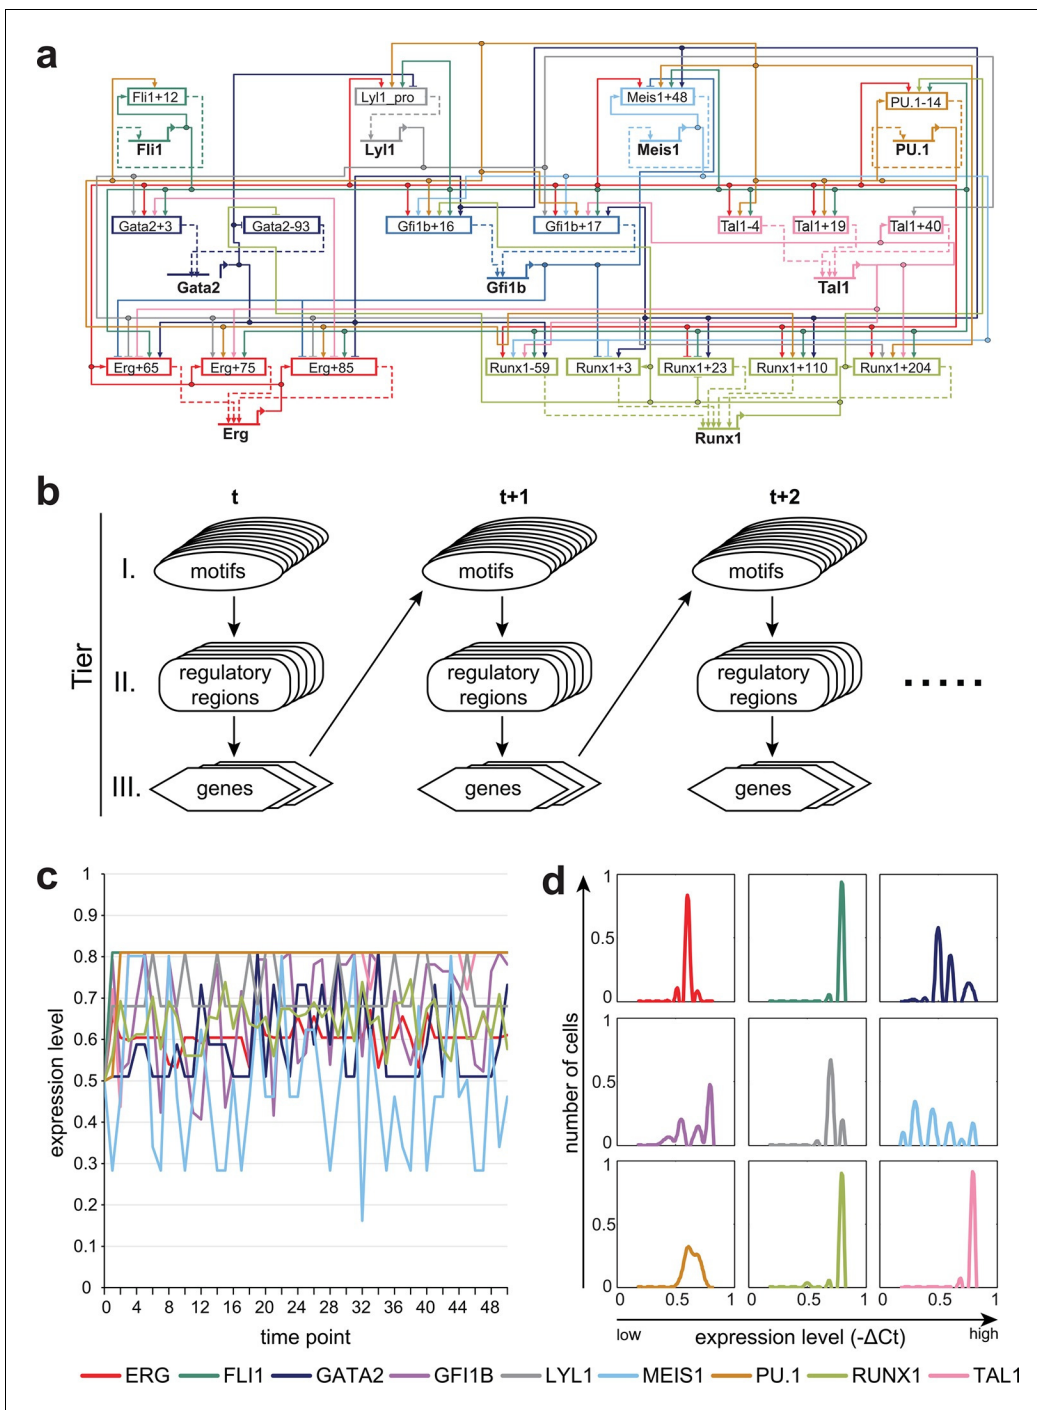 a
Fli1+12
Lyl1_pro
Meis1+48
PU.1-14
Fli1
Lyl1
Meis1
PU.1
Gata2+3
Gata2-93
Gfi1b+16
Gfi1b+17
Tal1-4
Tal1+19
Tal1+40
Gata2
Gfi1b
Tal1
Erg+65
Erg+75
Erg+85
Runx1-59
Runx1+3
Runx1+23
Runx1+110
Runx1+204
Erg
Runx1
b
t
t+1
t+2
Tier
I.
motifs
motifs
motifs
II.
regulatory
regions
regulatory
regions
regulatory
regions
.....
III.
genes
genes
genes
c
expression level
1
0.9
0.8
0.7
0.6
0.5
0.4
0.3
0.2
0.1
0
0 4 8 12 16 20 24 28 32 36 40 44 48
time point
d
number of cells
1
0.5
0
1
0.5
0
1
0.5
0
0 0.5 1 0 0.5 1 0 0.5 1
low
expression level (-ΔCt)
high
ERG FLI1 GATA2 GFI1B LYL1 MEIS1 PU.1 RUNX1 TAL1